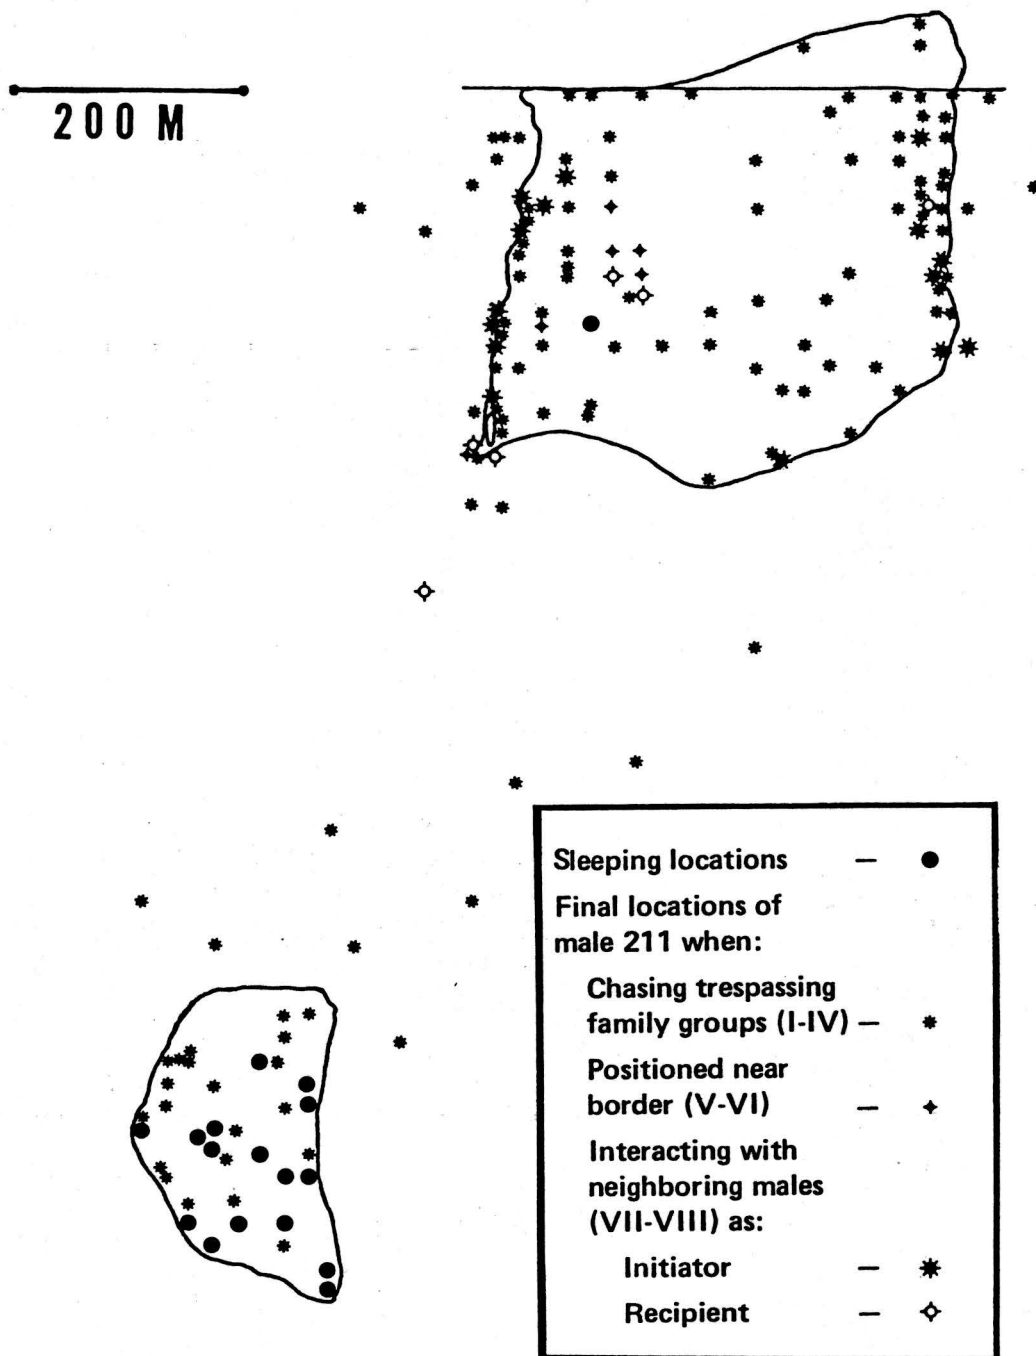 200 M
Sleeping locations —
Final locations of
male 211 when:
Chasing trespassing
family groups (I-IV) —
Positioned near
border (V-VI) —
Interacting with
neighboring males
(VII-VIII) as:
Initiator —
Recipient —